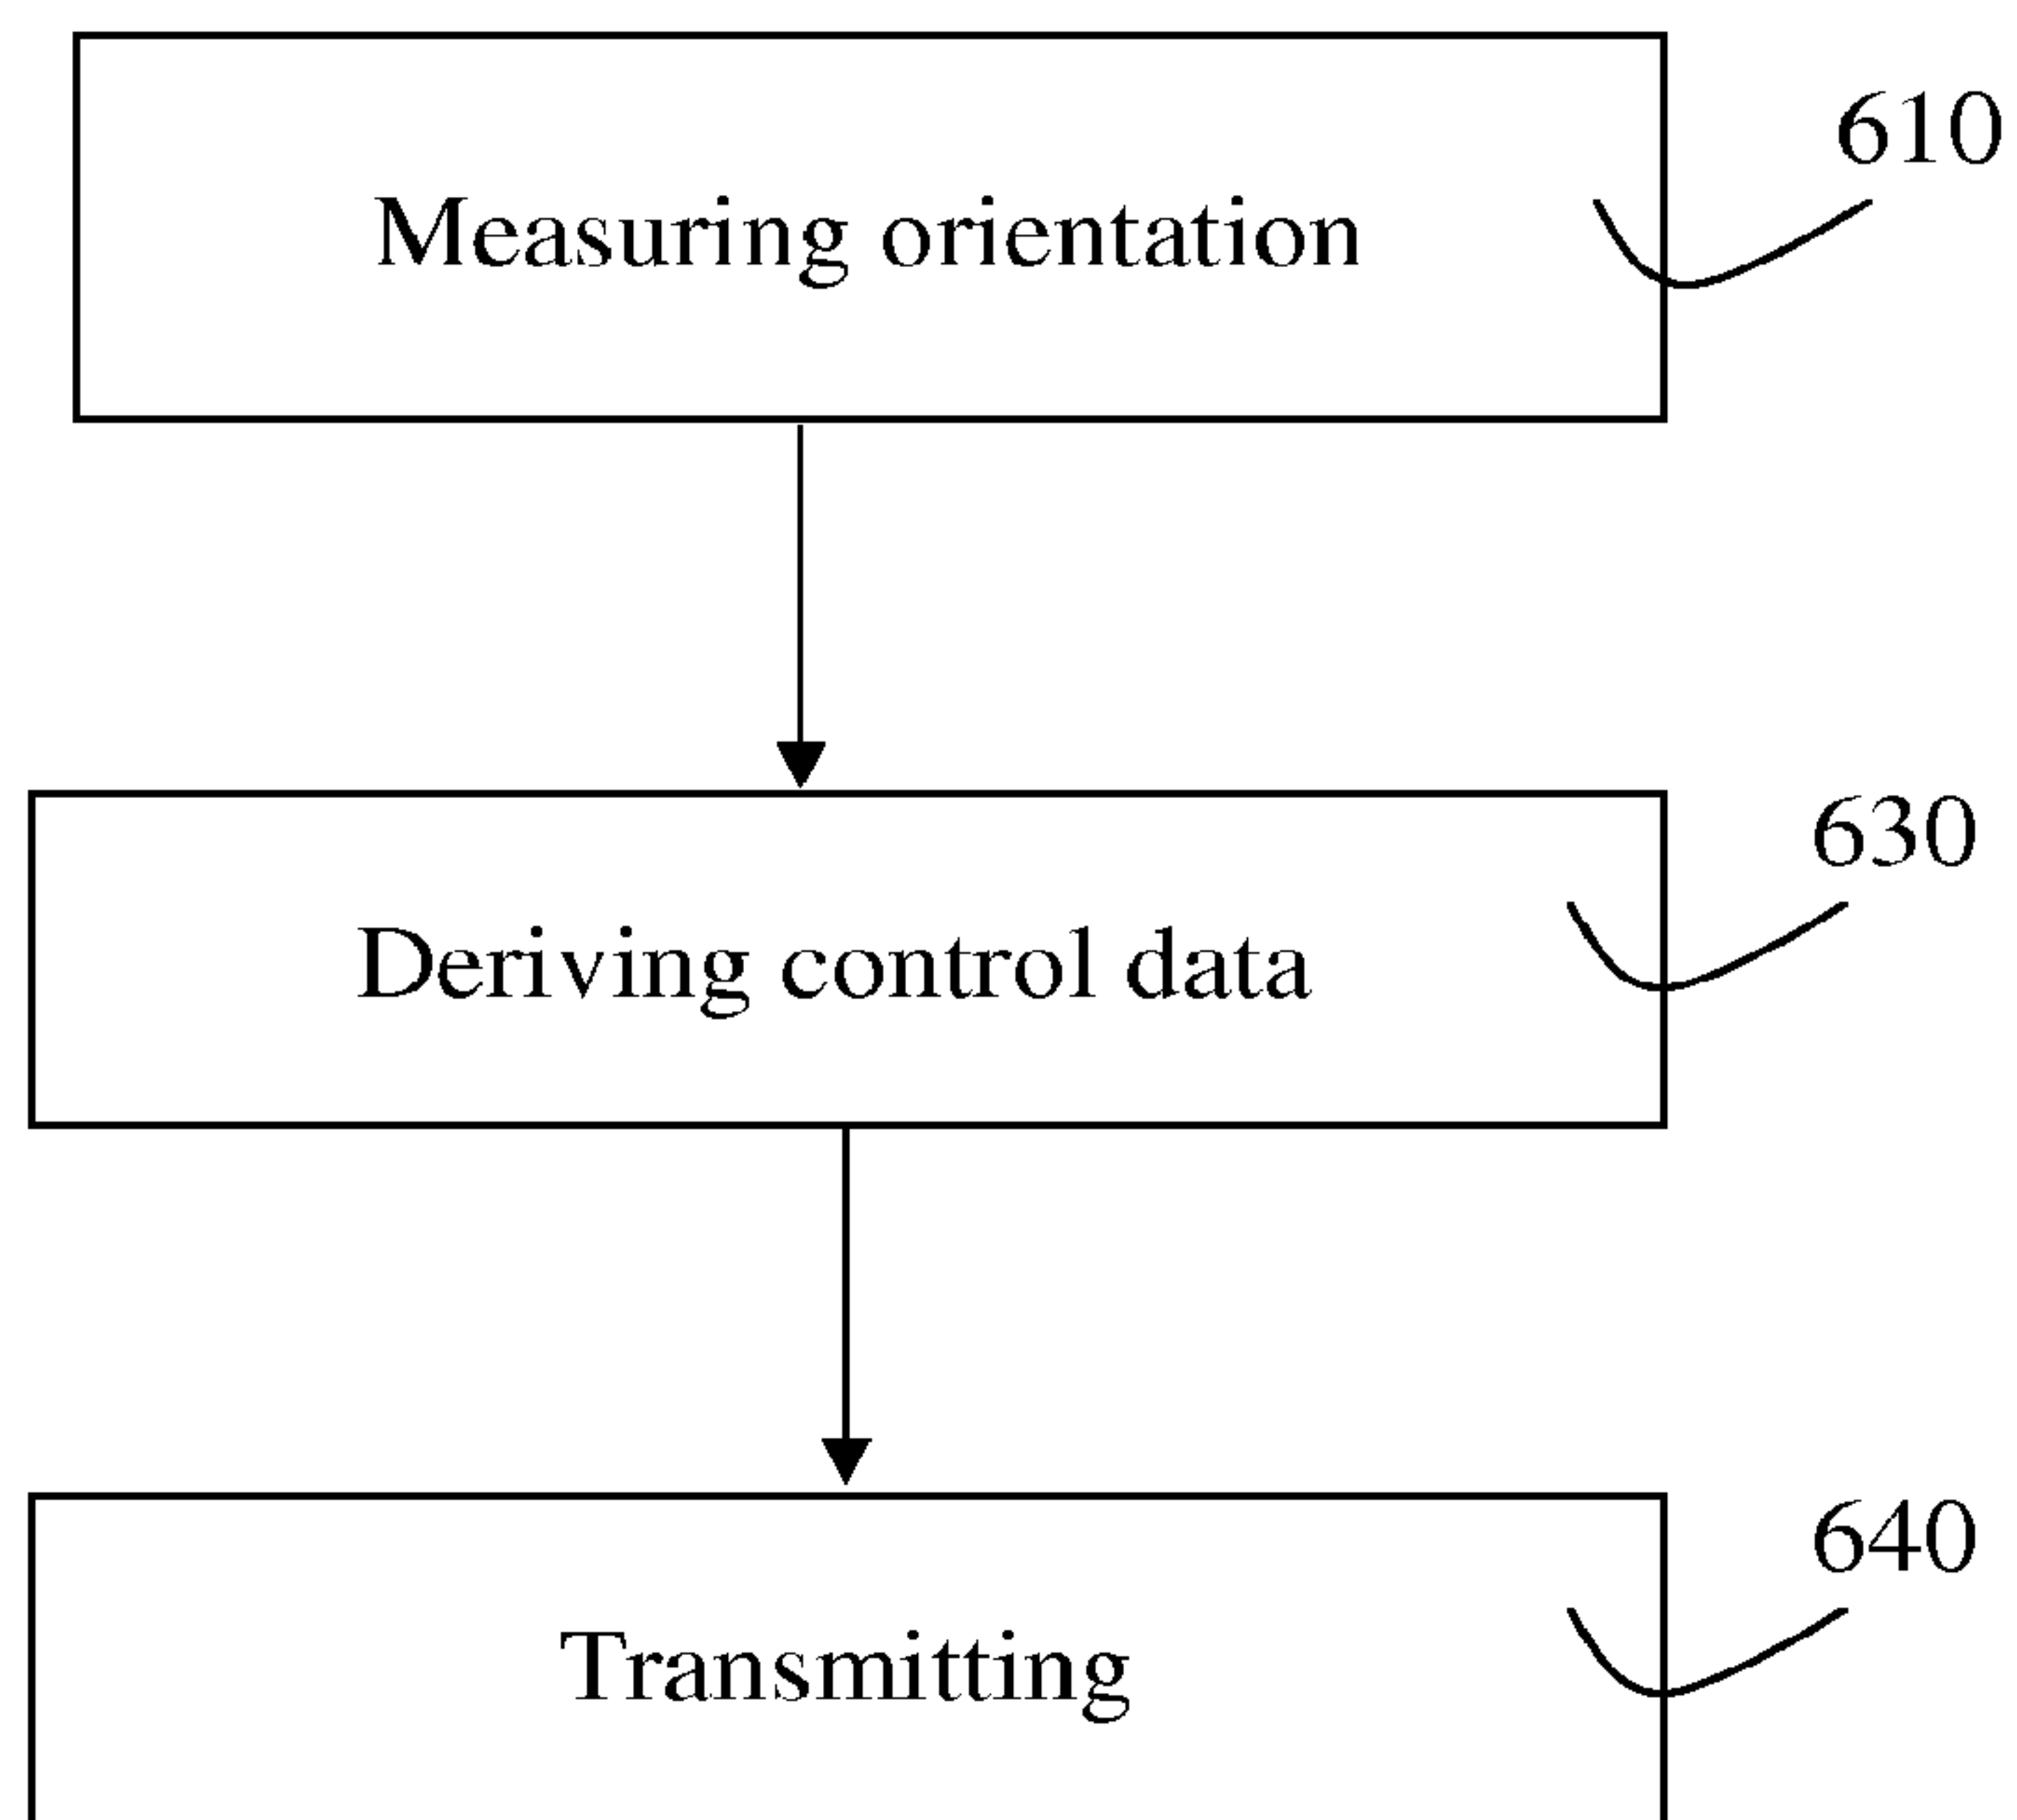 610
Measuring orientation
630
Deriving control data
640
Transmitting